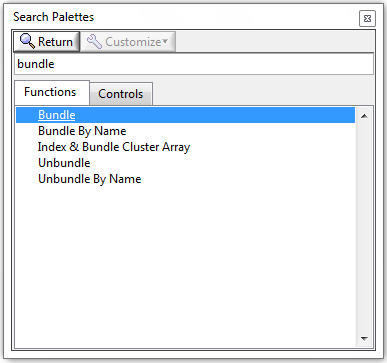 Search Palettes
Return Customize
bundle
Functions Controls
Bundle
Bundle By Name
Index & Bundle Cluster Array
Unbundle
Unbundle By Name